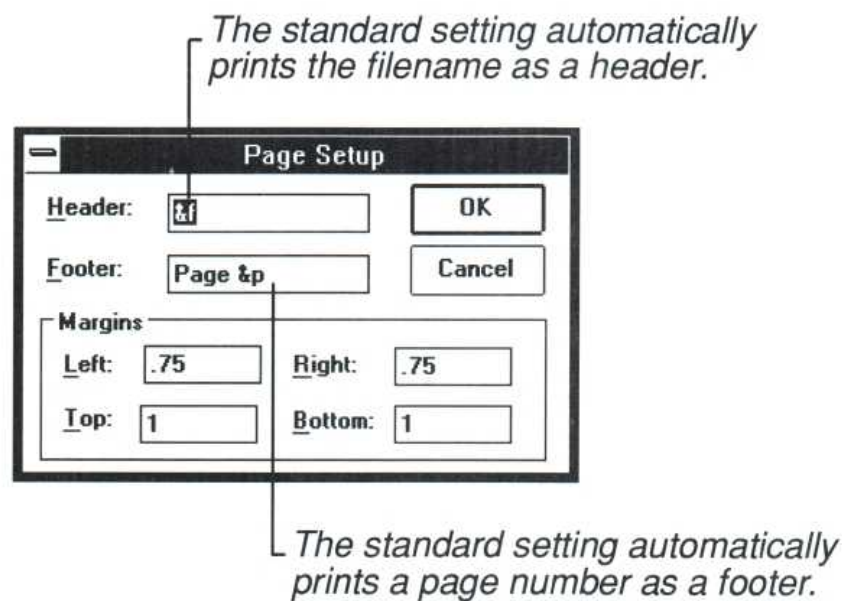 The standard setting automatically
prints the filename as a header.
Page Setup
Header: &f OK
Footer: Page &p Cancel
Margins
Left: .75 Right: .75
Top: 1 Bottom: 1
The standard setting automatically
prints a page number as a footer.